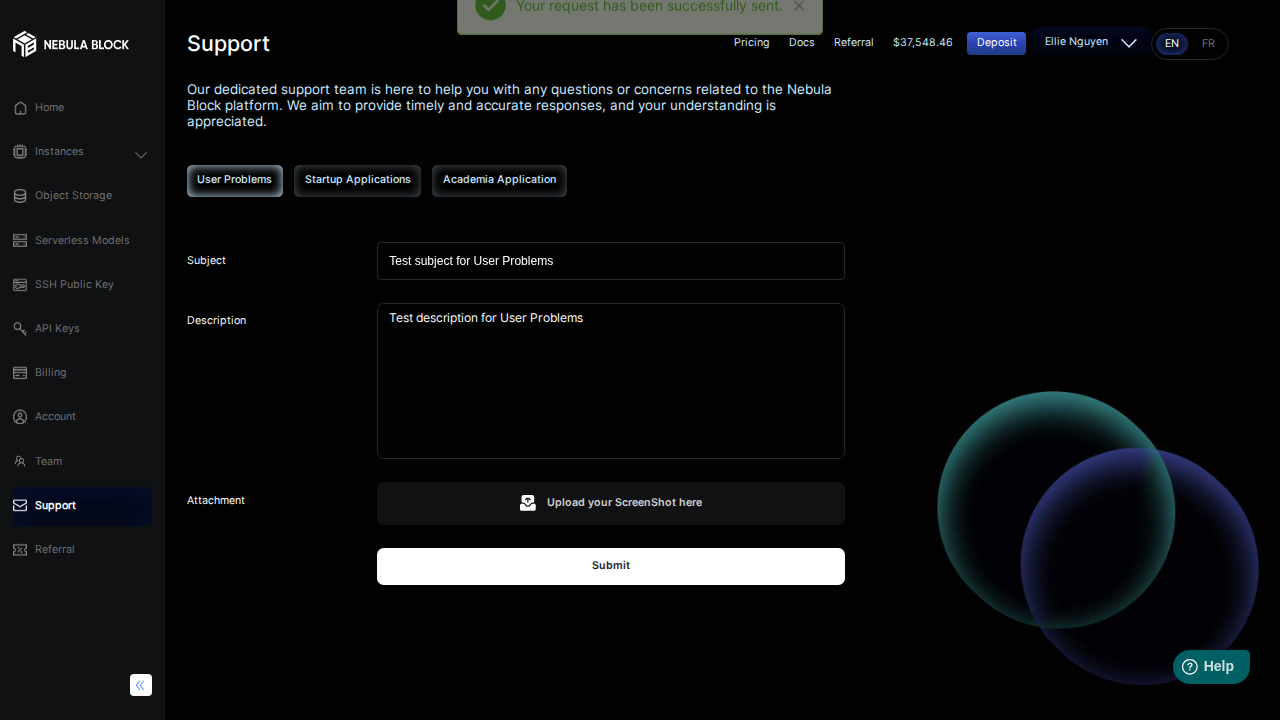 Your request has been successfully sent.
NEBULA BLOCK
Support
Pricing
Docs
Referral
$37,548.46
Deposit
Ellie Nguyen
EN
FR
Our dedicated support team is here to help you with any questions or concerns related to the Nebula
Block platform. We aim to provide timely and accurate responses, and your understanding is
appreciated.
Home
Instances
Object Storage
Serverless Models
SSH Public Key
API Keys
Billing
Account
Team
Support
Referral
User Problems
Startup Applications
Academia Application
Subject
Test subject for User Problems
Description
Test description for User Problems
Attachment
Upload your ScreenShot here
Submit
Help